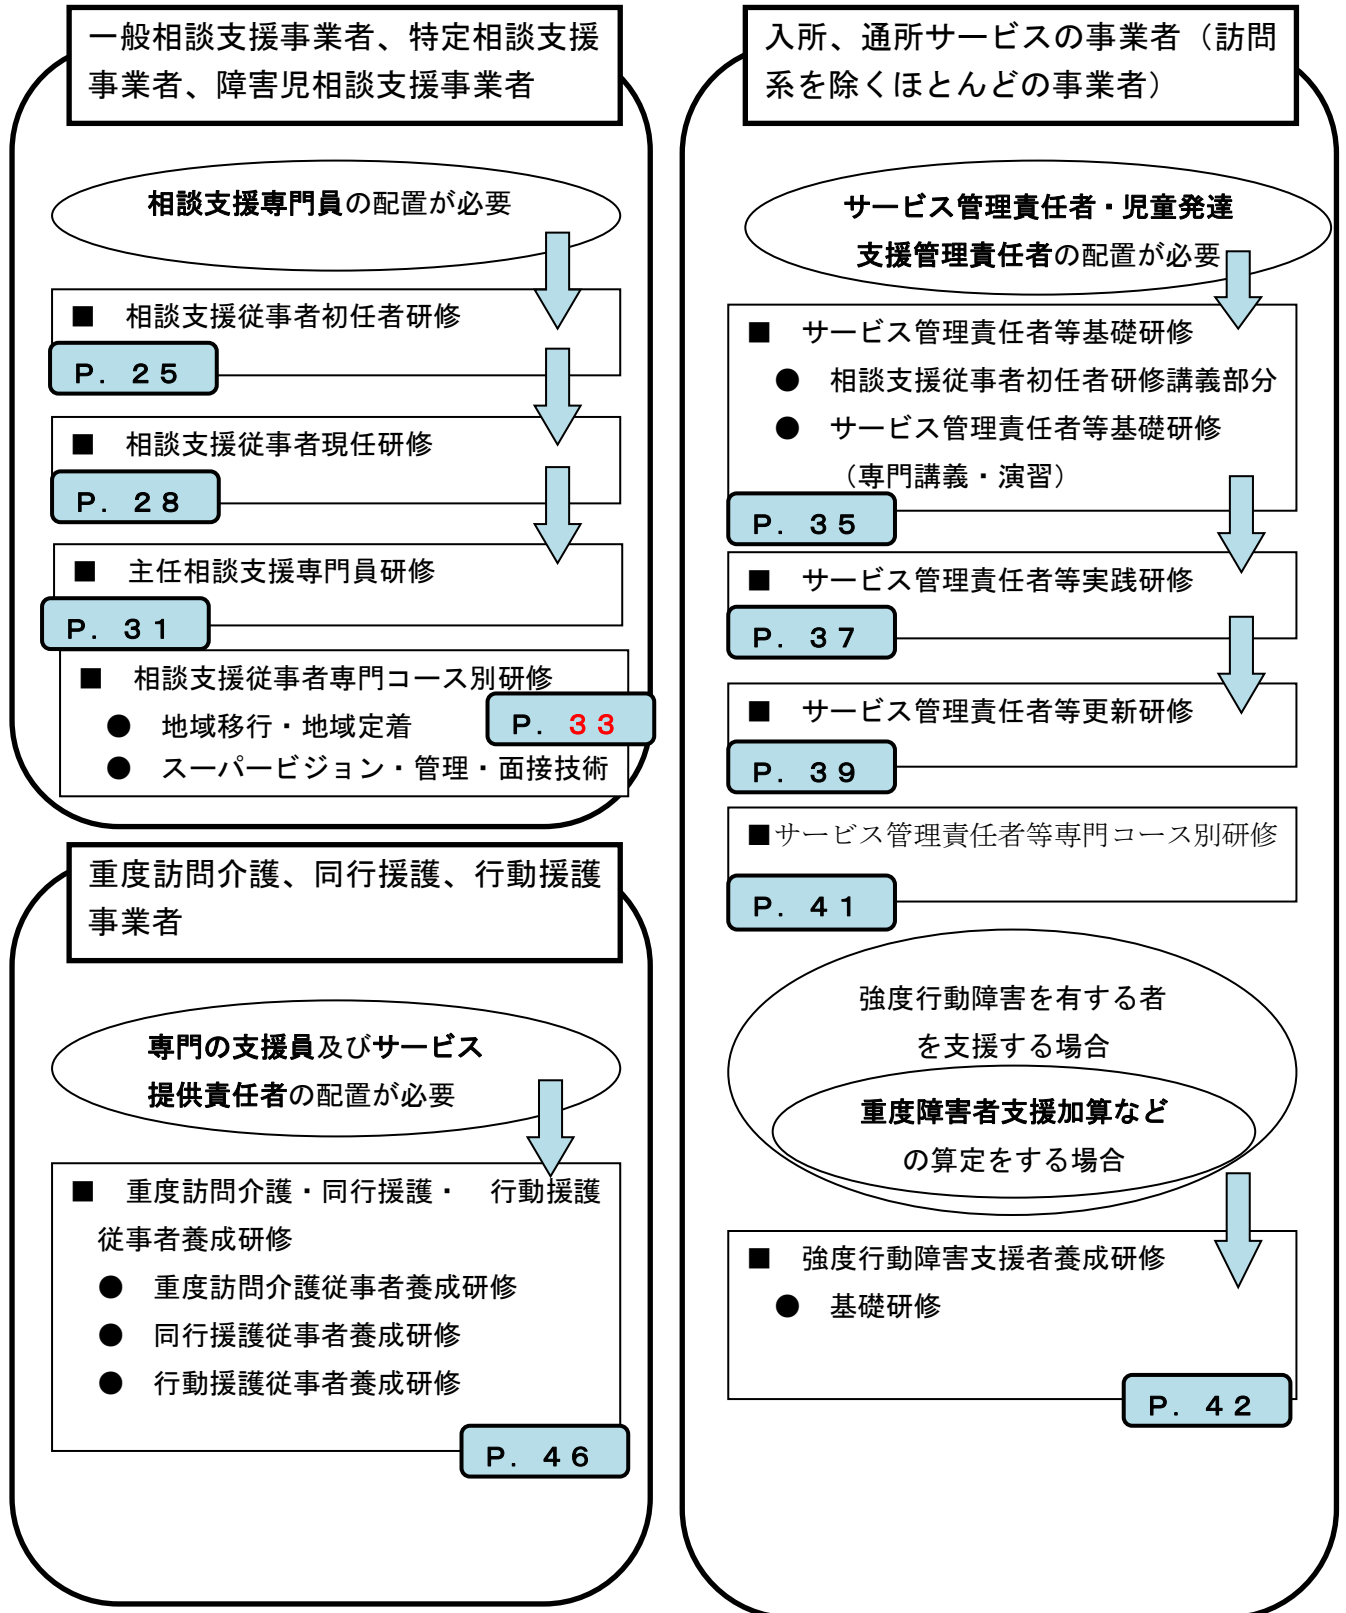 一般相談支援事業者、特定相談支援
事業者、障害児相談支援事業者
相談支援専門員の配置が必要
■　相談支援従事者初任者研修
Ｐ．２５
■　相談支援従事者現任研修
Ｐ．２８
■　主任相談支援専門員研修
Ｐ．３１
■　相談支援従事者専門コース別研修
●　地域移行・地域定着
Ｐ．３３
●　スーパービジョン・管理・面接技術
重度訪問介護、同行援護、行動援護
事業者
専門の支援員及びサービス
提供責任者の配置が必要
■　重度訪問介護・同行援護・　行動援護
従事者養成研修
●　重度訪問介護従事者養成研修
●　同行援護従事者養成研修
●　行動援護従事者養成研修
Ｐ．４６
入所、通所サービスの事業者（訪問
系を除くほとんどの事業者）
サービス管理責任者・児童発達
支援管理責任者の配置が必要
■　サービス管理責任者等基礎研修
●　相談支援従事者初任者研修講義部分
●　サービス管理責任者等基礎研修
（専門講義・演習）
Ｐ．３５
■　サービス管理責任者等実践研修
Ｐ．３７
■　サービス管理責任者等更新研修
Ｐ．３９
■サービス管理責任者等専門コース別研修
Ｐ．４１
強度行動障害を有する者
を支援する場合
重度障害者支援加算など
の算定をする場合
■　強度行動障害支援者養成研修
●　基礎研修
Ｐ．４２